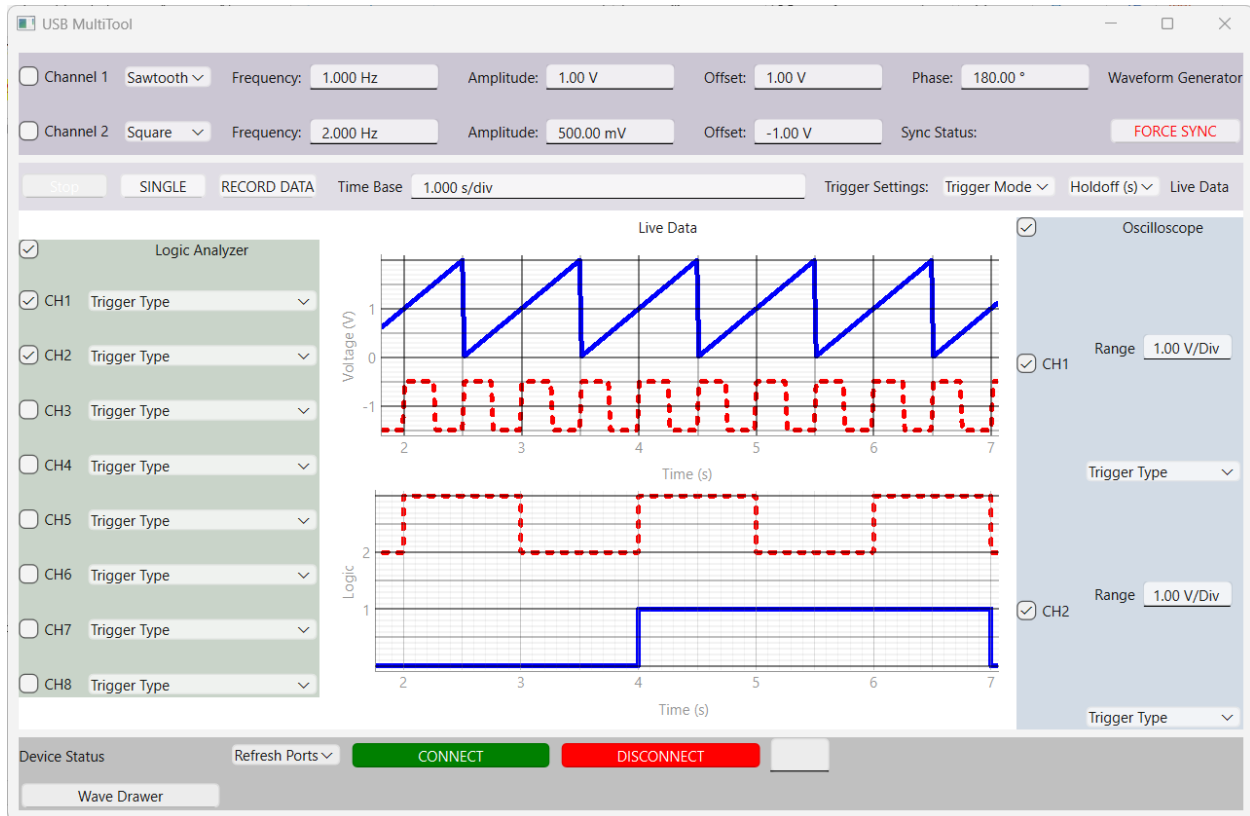 USB MultiTool
Channel 1 Sawtooth Frequency: 1.000 Hz Amplitude: 1.00 V Offset: 1.00 V Phase: 180.00 ° Waveform Generator
Channel 2 Square Frequency: 2.000 Hz Amplitude: 500.00 mV Offset: -1.00 V Sync Status: FORCE SYNC
Stop SINGLE RECORD DATA Time Base 1.000 s/div Trigger Settings: Trigger Mode Holdoff (s) Live Data
Logic Analyzer
CH1 Trigger Type
CH2 Trigger Type
CH3 Trigger Type
CH4 Trigger Type
CH5 Trigger Type
CH6 Trigger Type
CH7 Trigger Type
CH8 Trigger Type
Live Data
Voltage (V)
1
0
-1
2 3 4 5 6 7
Time (s)
Logic
2
1
2 3 4 5 6 7
Time (s)
Oscilloscope
CH1 Range 1.00 V/Div
Trigger Type
CH2 Range 1.00 V/Div
Trigger Type
Device Status Refresh Ports CONNECT DISCONNECT
Wave Drawer